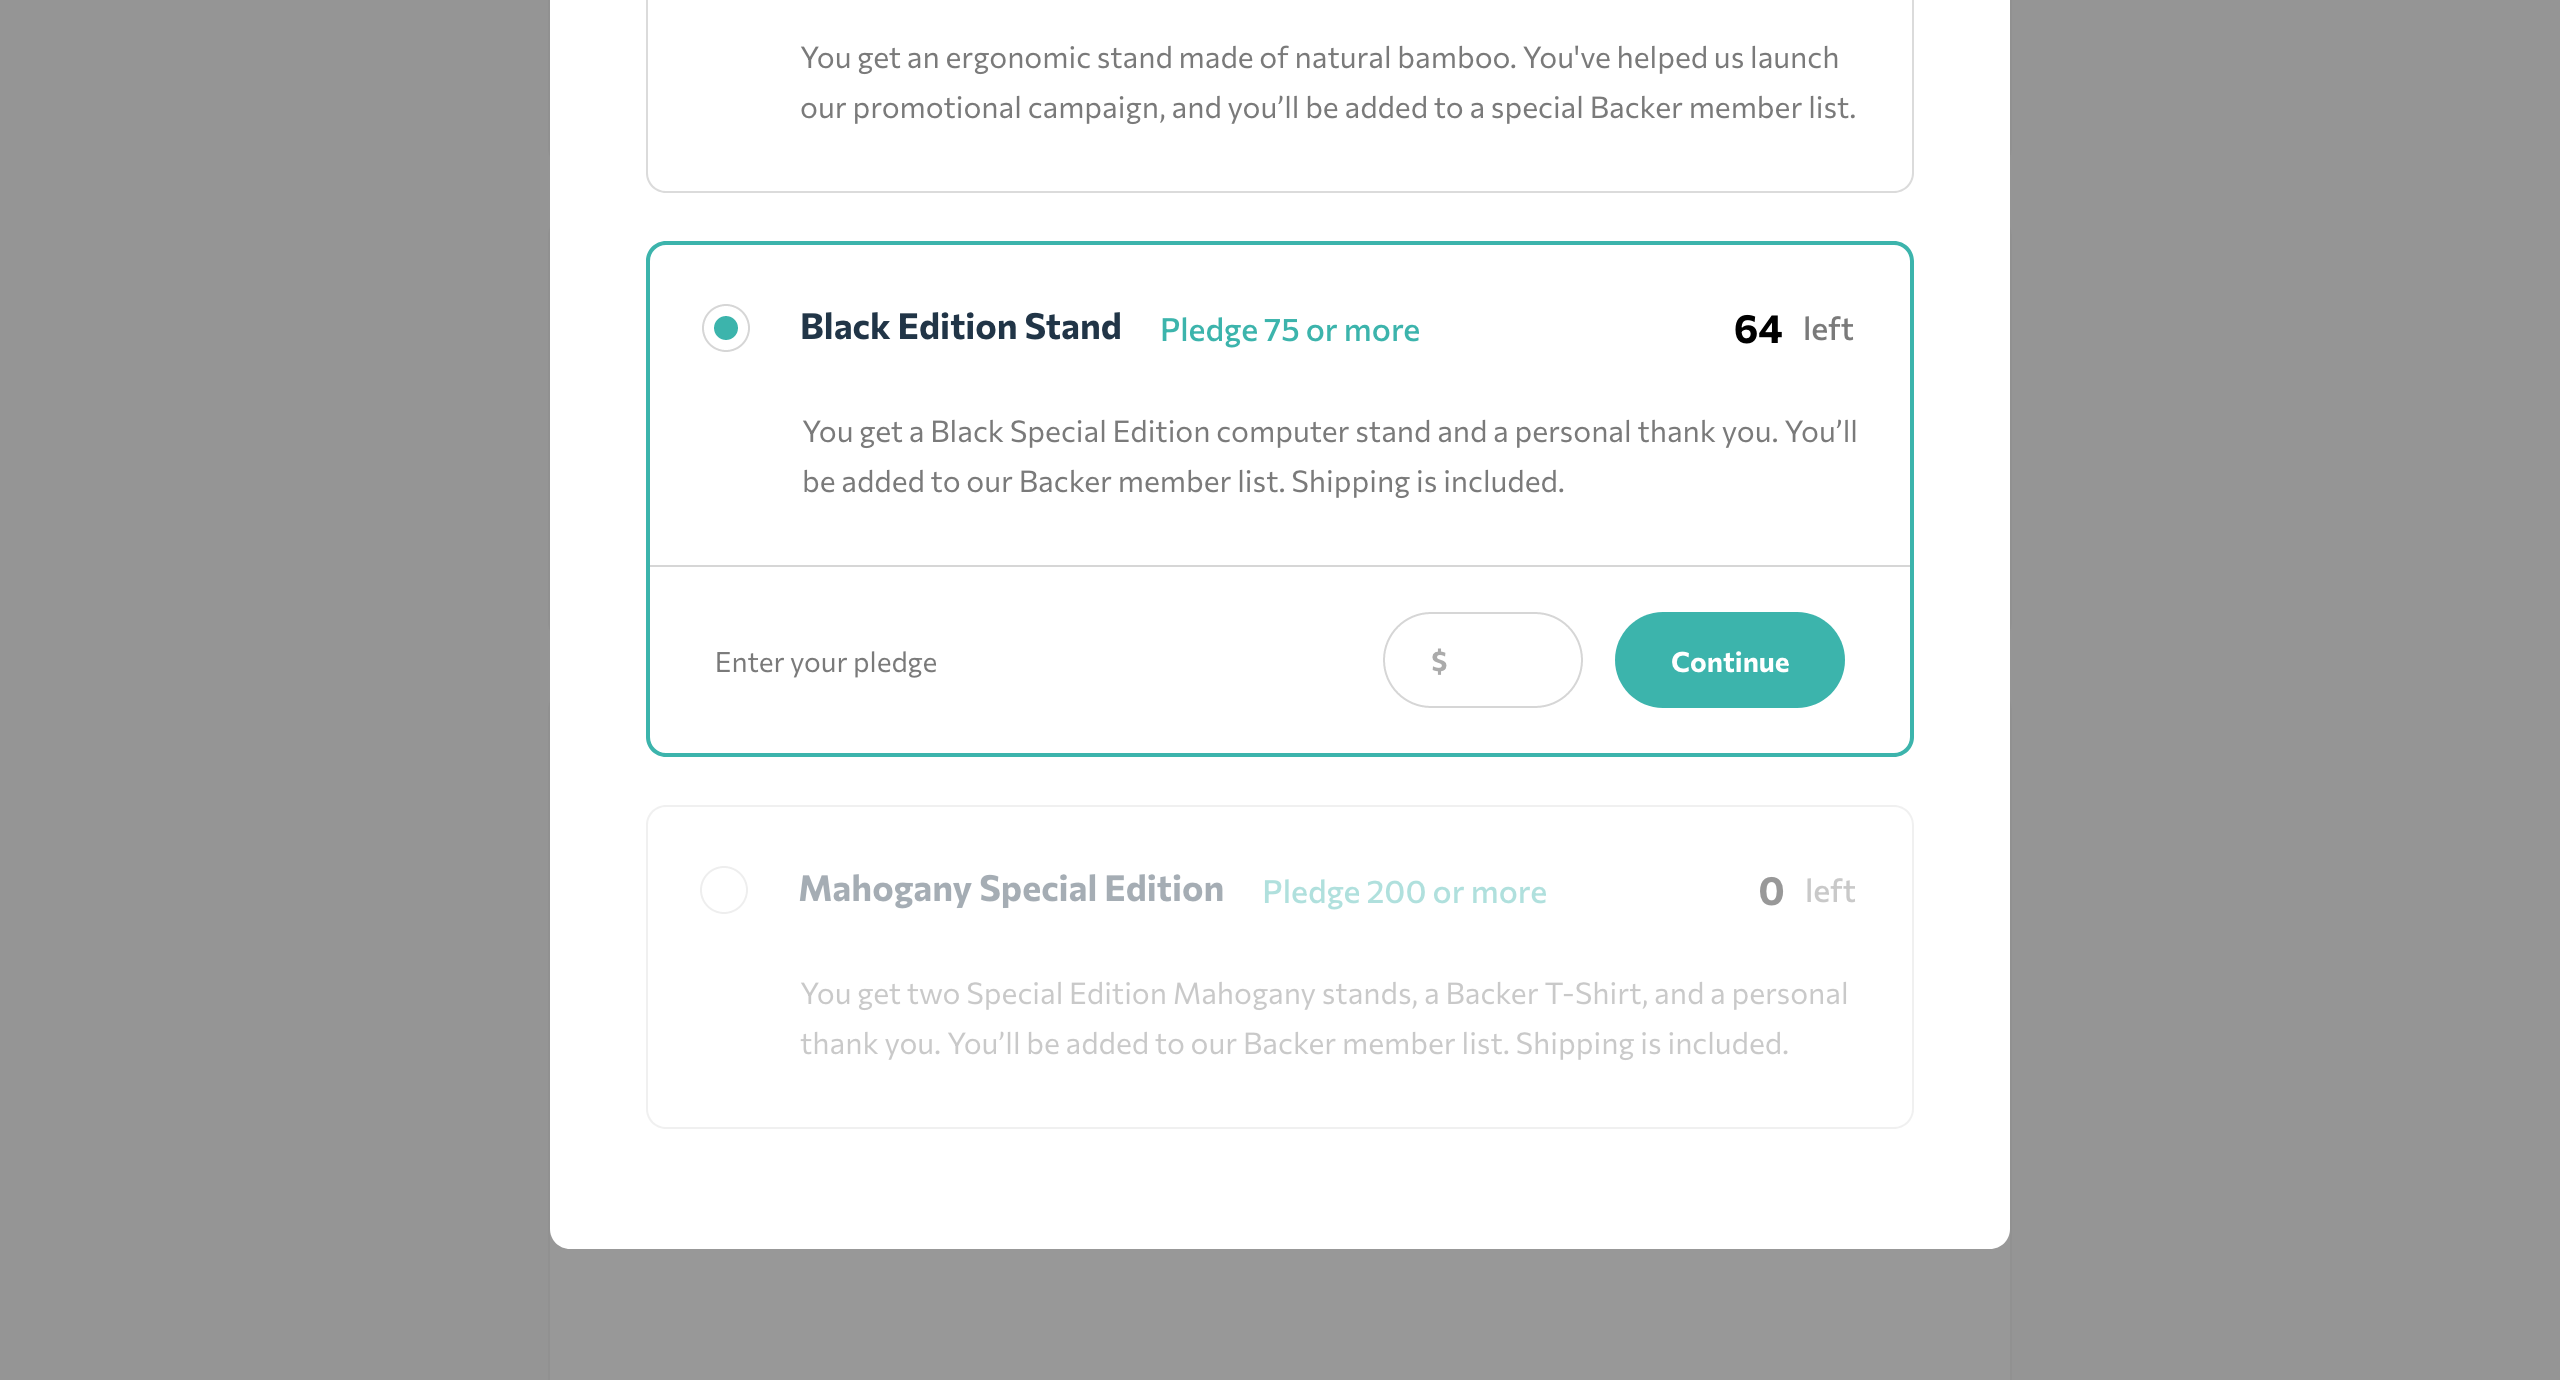 You get an ergonomic stand made of natural bamboo. You've helped us launch
our promotional campaign, and you’ll be added to a special Backer member list.
Black Edition Stand Pledge 75 or more 64 left
You get a Black Special Edition computer stand and a personal thank you. You’ll
be added to our Backer member list. Shipping is included.
Enter your pledge $ Continue
Mahogany Special Edition Pledge 200 or more 0 left
You get two Special Edition Mahogany stands, a Backer T-Shirt, and a personal
thank you. You’ll be added to our Backer member list. Shipping is included.